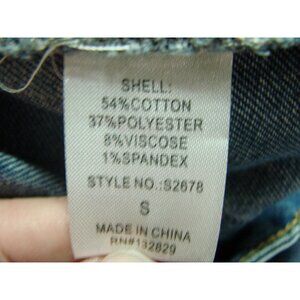 SHELL:
54%COTTON
37%POLYESTER
8%VISCOSE
1%SPANDEX
STYLE NO.:S2678
S
MADE IN CHINA
RN#132829